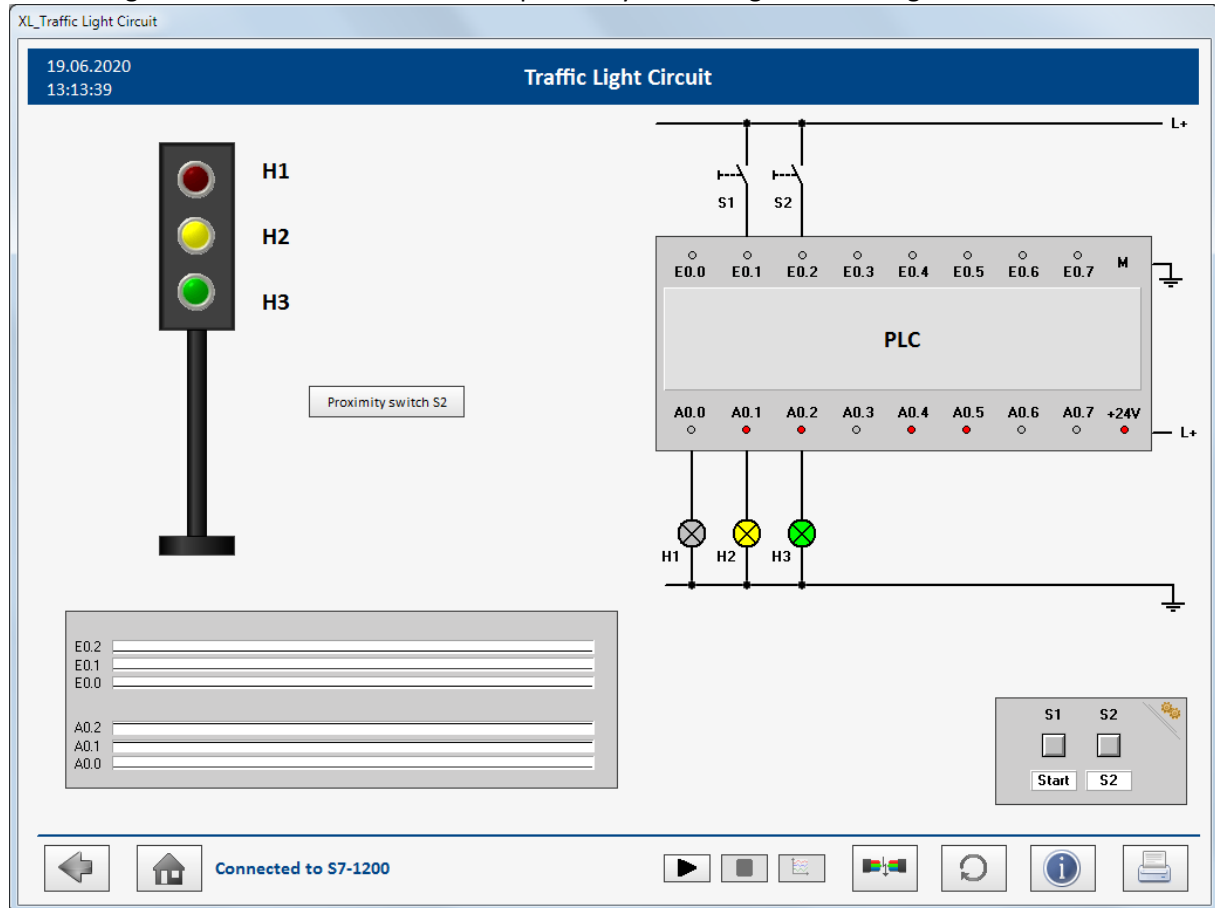 XL_Traffic Light Circuit
19.06.2020
13:13:39
Traffic Light Circuit
H1
H2
H3
Proximity switch S2
L+
S1 S2
E0.0 E0.1 E0.2 E0.3 E0.4 E0.5 E0.6 E0.7 M
PLC
A0.0 A0.1 A0.2 A0.3 A0.4 A0.5 A0.6 A0.7 +24V
L+
H1 H2 H3
E0.2
E0.1
E0.0
A0.2
A0.1
A0.0
S1 S2
Start S2
Connected to S7-1200